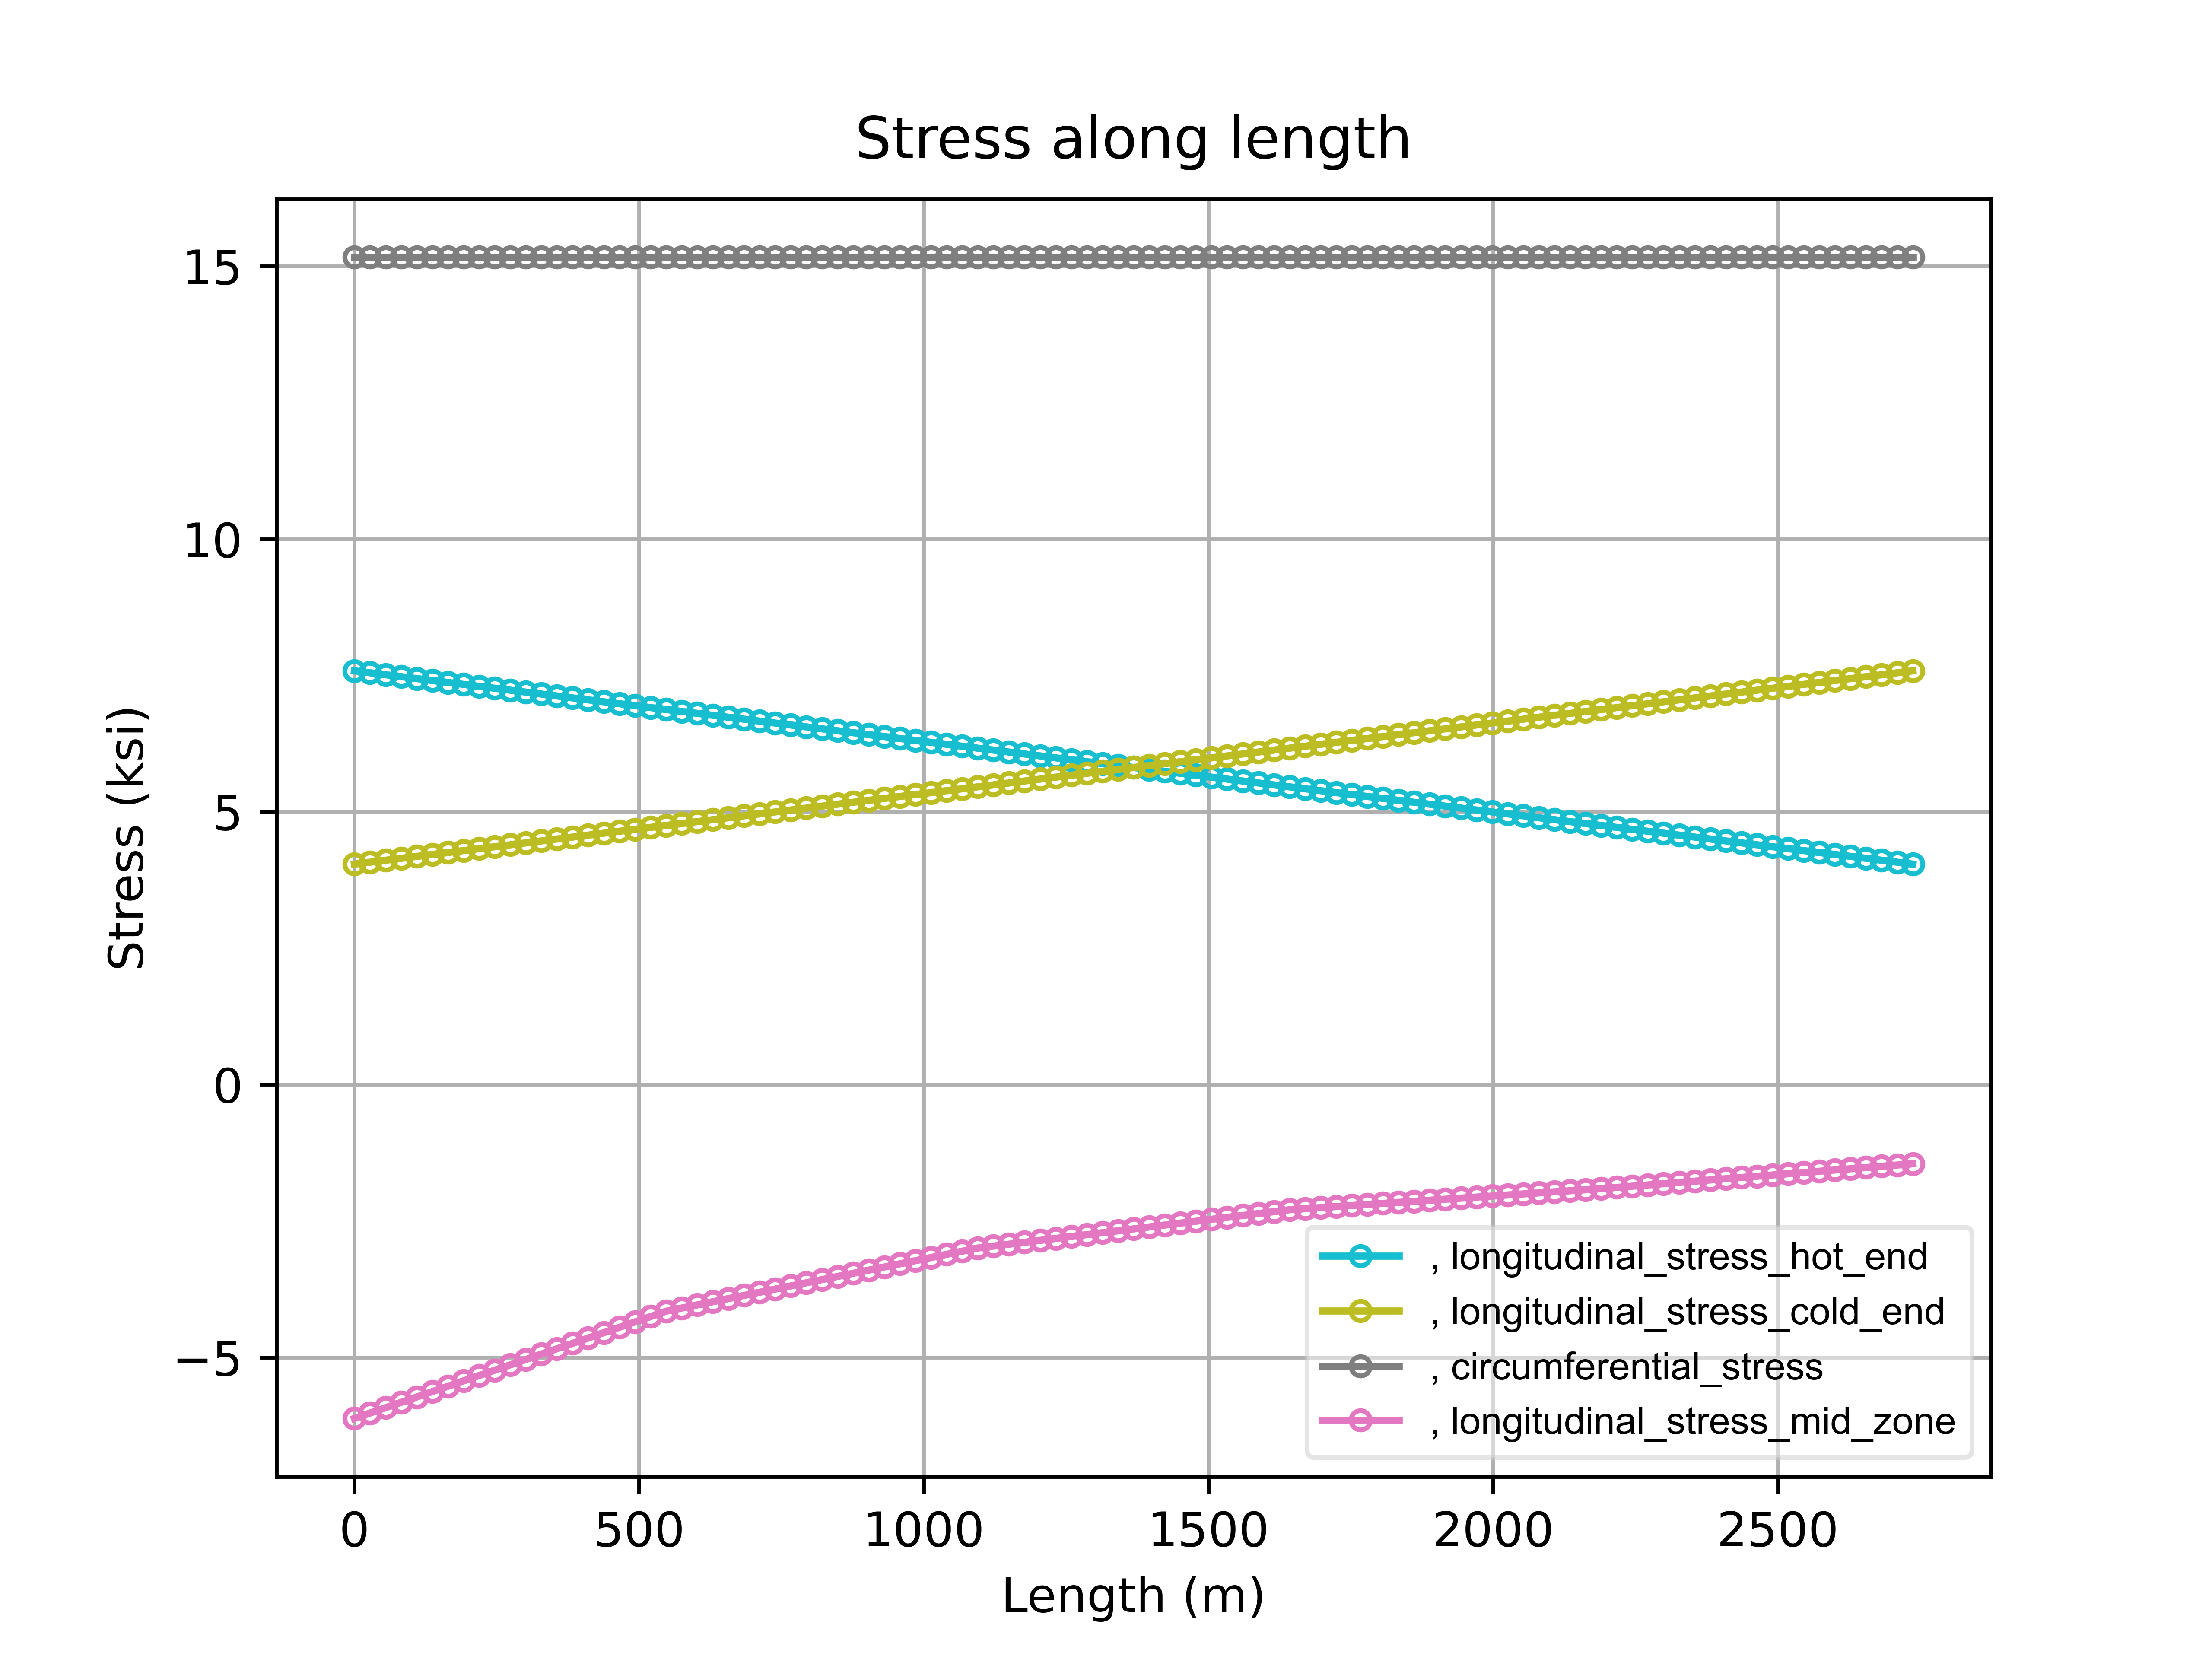 Stress along length
15
10
5
0
−5
Stress (ksi)
0 500 1000 1500 2000 2500
Length (m)
, longitudinal_stress_hot_end
, longitudinal_stress_cold_end
, circumferential_stress
, longitudinal_stress_mid_zone